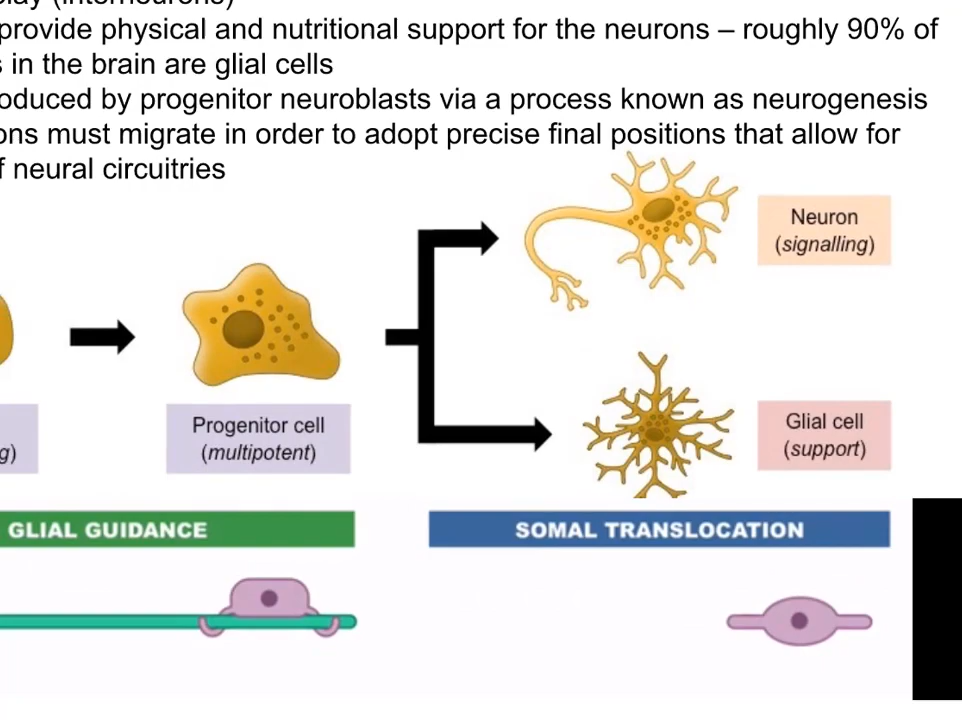 (interneurons)
provide physical and nutritional support for the neurons – roughly 90% of
in the brain are glial cells
by progenitor neuroblasts via a process known as neurogenesis
must migrate in order to adopt precise final positions that allow for
neural circuitries
Neuron
(signalling)
Progenitor cell
(multipotent)
Glial cell
(support)
GLIAL GUIDANCE
SOMAL TRANSLOCATION